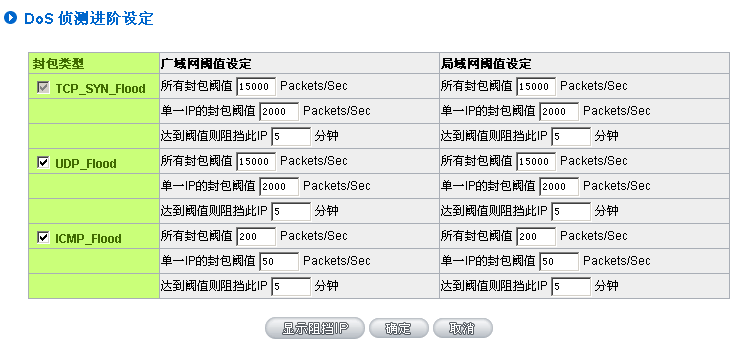 DoS 侦测进阶设定
封包类型 广域网阈值设定 局域网阈值设定
TCP_SYN_Flood 所有封包阈值 15000 Packets/Sec 所有封包阈值 15000 Packets/Sec
单一IP的封包阈值 2000 Packets/Sec 单一IP的封包阈值 2000 Packets/Sec
达到阈值则阻挡此IP 5 分钟 达到阈值则阻挡此IP 5 分钟
UDP_Flood 所有封包阈值 15000 Packets/Sec 所有封包阈值 15000 Packets/Sec
单一IP的封包阈值 2000 Packets/Sec 单一IP的封包阈值 2000 Packets/Sec
达到阈值则阻挡此IP 5 分钟 达到阈值则阻挡此IP 5 分钟
ICMP_Flood 所有封包阈值 200 Packets/Sec 所有封包阈值 200 Packets/Sec
单一IP的封包阈值 50 Packets/Sec 单一IP的封包阈值 50 Packets/Sec
达到阈值则阻挡此IP 5 分钟 达到阈值则阻挡此IP 5 分钟
显示阻挡IP 确定 取消